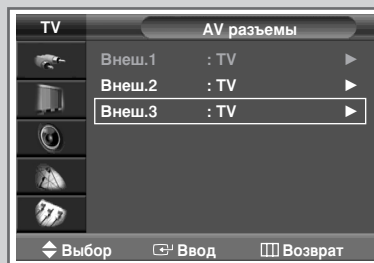 TV AV разъемы
Внеш.1 : TV
Внеш.2 : TV
Внеш.3 : TV
Выбор Ввод Возврат